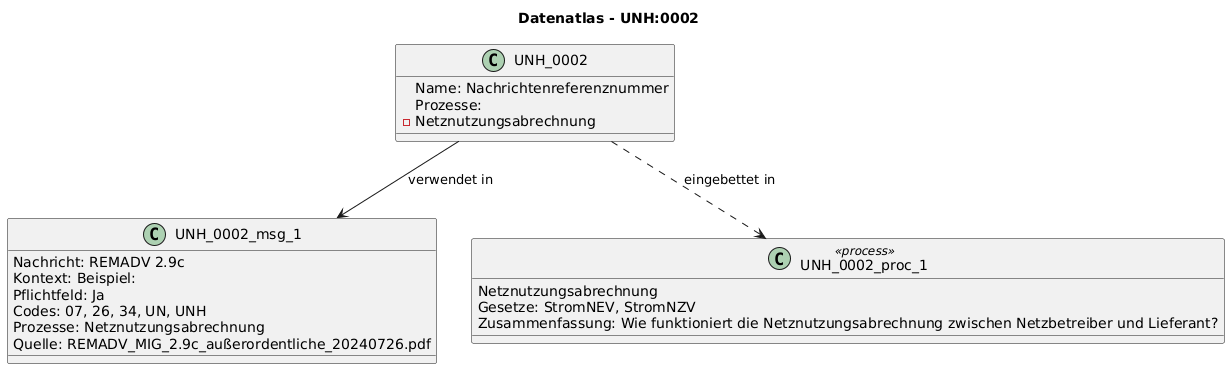 Datenatlas - UNH:0002
C UNH_0002
Name: Nachrichtenreferenznummer
Prozesse:
Netznutzungsabrechnung
verwendet in
eingebettet in
C UNH_0002_msg_1
Nachricht: REMADV 2.9c
Kontext: Beispiel:
Pflichtfeld: Ja
Codes: 07, 26, 34, UN, UNH
Prozesse: Netznutzungsabrechnung
Quelle: REMADV_MIG_2.9c_außerordentliche_20240726.pdf
«process»
C UNH_0002_proc_1
Netznutzungsabrechnung
Gesetze: StromNEV, StromNZV
Zusammenfassung: Wie funktioniert die Netznutzungsabrechnung zwischen Netzbetreiber und Lieferant?